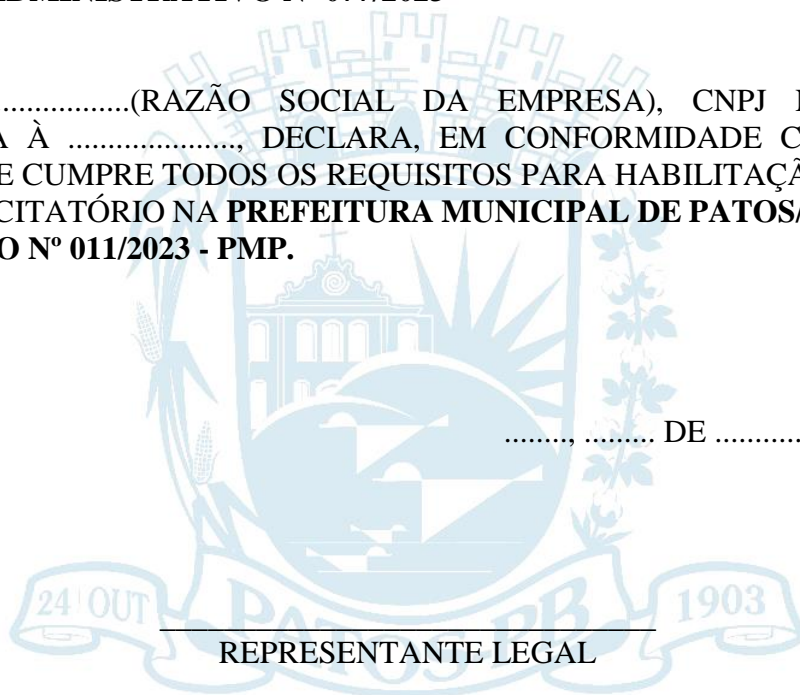 ................(RAZÃO SOCIAL DA EMPRESA), CNPJ
À ...................., DECLARA, EM CONFORMIDADE
E CUMPRE TODOS OS REQUISITOS PARA HABILITAÇÃ
CITATÓRIO NA PREFEITURA MUNICIPAL DE PATOS/
O Nº 011/2023 - PMP.
........, ......... DE ...........
24 OUT
1903
PATOS PB
REPRESENTANTE LEGAL